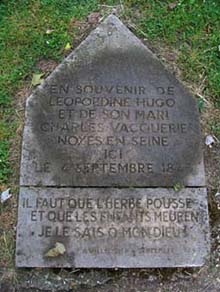 EN SOUVENIR DE
LEOPOLDINE HUGO
ET DE SON MARI
CHARLES VACQUERIE
NOYES EN SEINE
ICI
LE 4 SEPTEMBRE 18
IL FAUT QUE L'HERBE POUSSE
ET QUE LES ENFANTS MEURENT
JE LE SAIS Ô MON DIEU